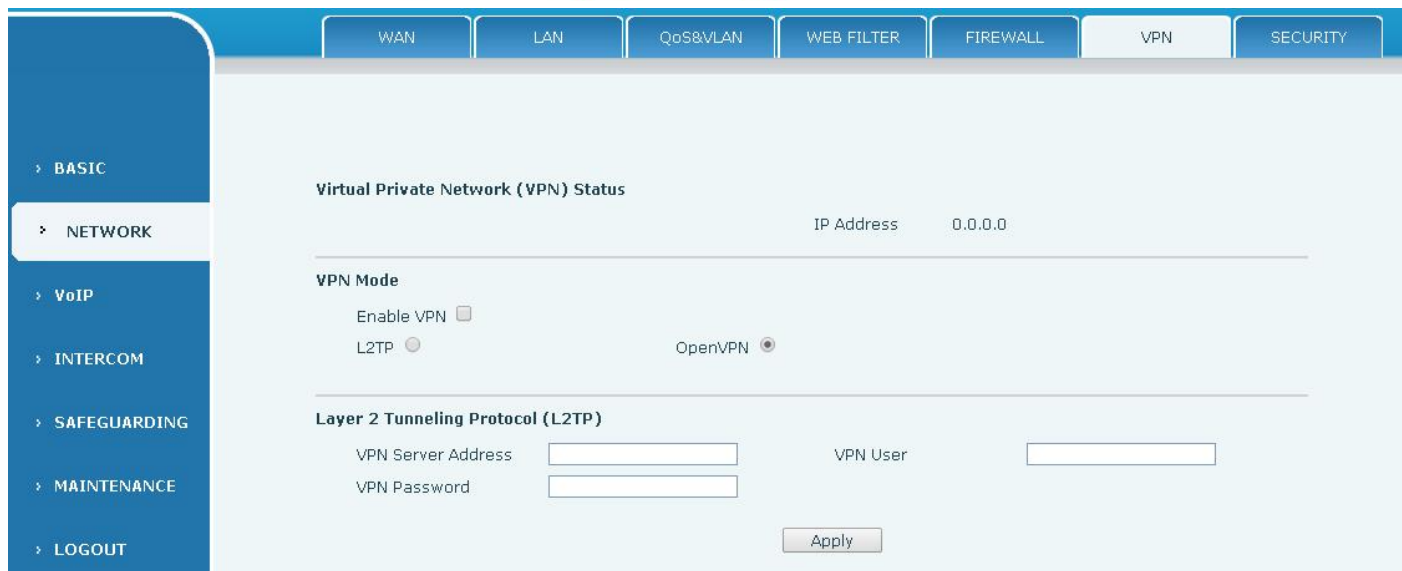 WAN LAN QoS&VLAN WEB FILTER FIREWALL VPN SECURITY
› BASIC
› NETWORK
› VoIP
› INTERCOM
› SAFEGUARDING
› MAINTENANCE
› LOGOUT
Virtual Private Network (VPN) Status
IP Address 0.0.0.0
VPN Mode
Enable VPN
L2TP OpenVPN
Layer 2 Tunneling Protocol (L2TP)
VPN Server Address VPN User
VPN Password
Apply